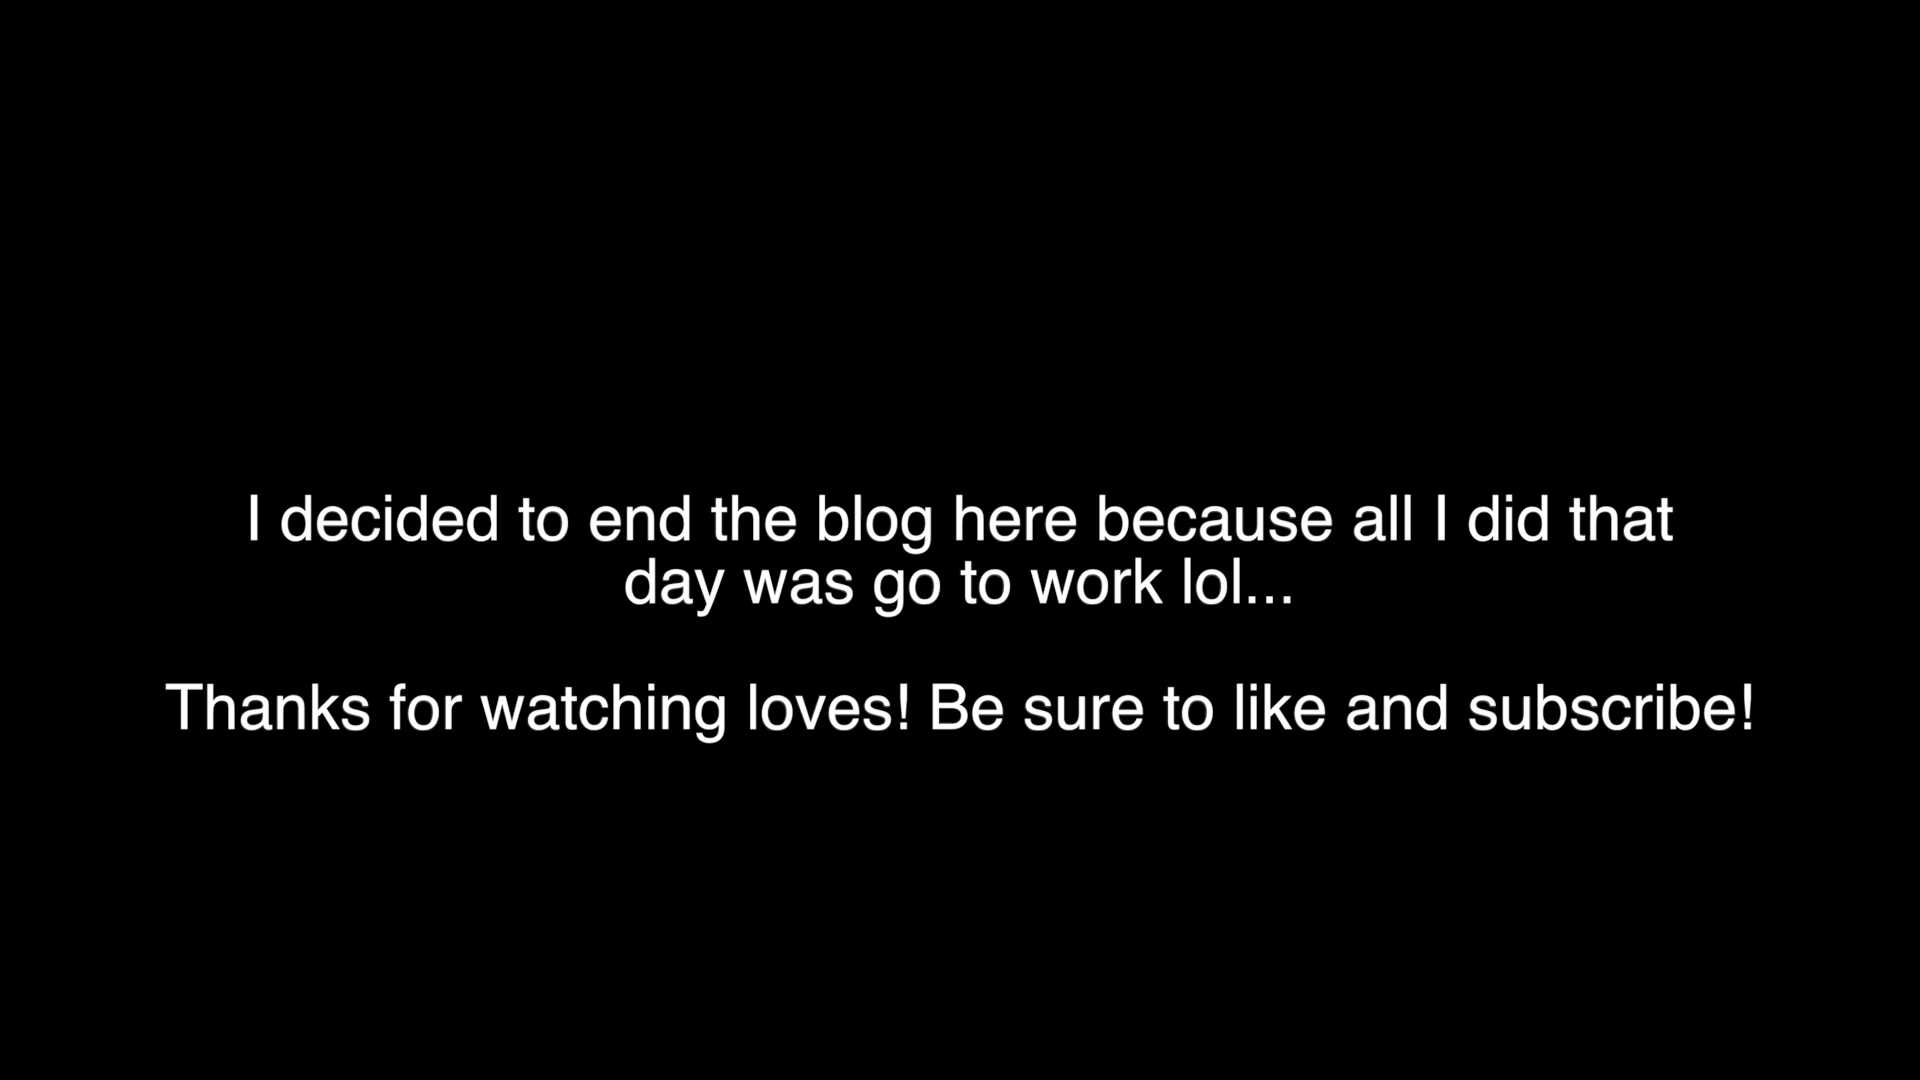 I decided to end the blog here because all I did that
day was go to work lol...
Thanks for watching loves! Be sure to like and subscribe!